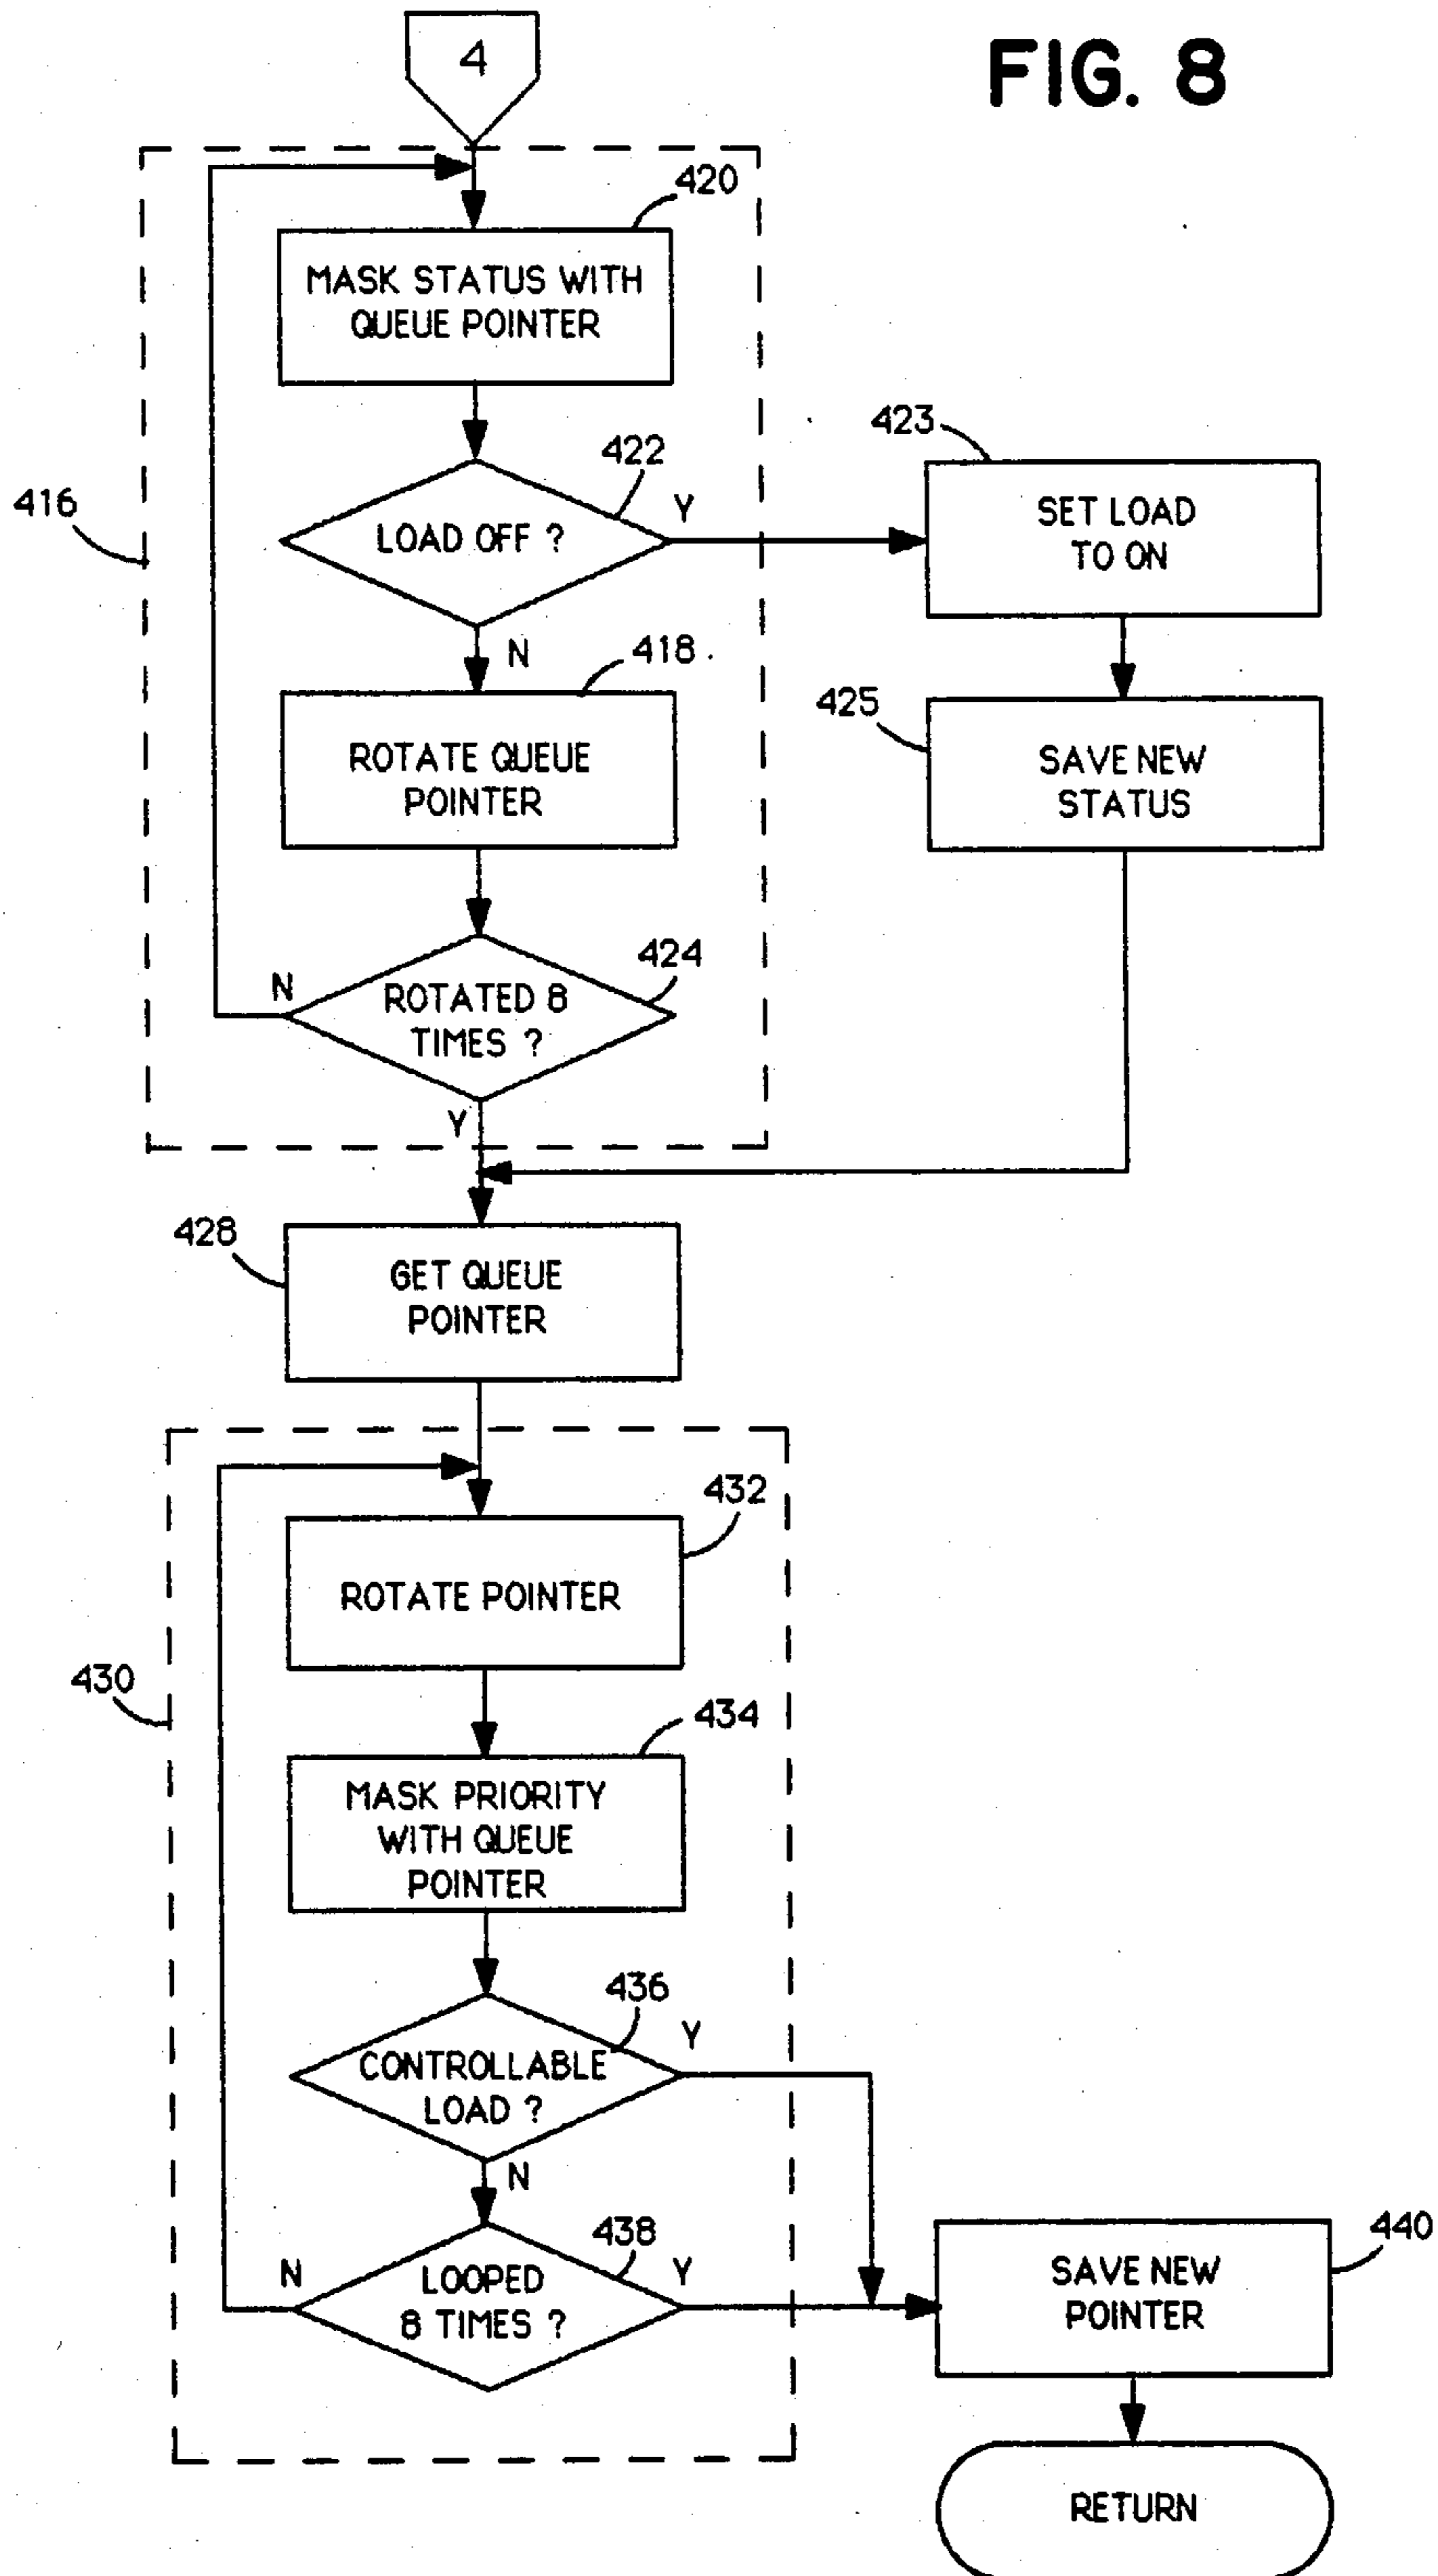 4
FIG. 8
420
MASK STATUS WITH
QUEUE POINTER
423
422
416
LOAD OFF ?
Y
SET LOAD
TO ON
N
418
425
ROTATE QUEUE
POINTER
SAVE NEW
STATUS
424
N
ROTATED 8
TIMES ?
Y
428
GET QUEUE
POINTER
432
ROTATE POINTER
430
434
MASK PRIORITY
WITH QUEUE
POINTER
436
Y
CONTROLLABLE
LOAD ?
N
438
440
N
LOOPED
8 TIMES ?
Y
SAVE NEW
POINTER
RETURN